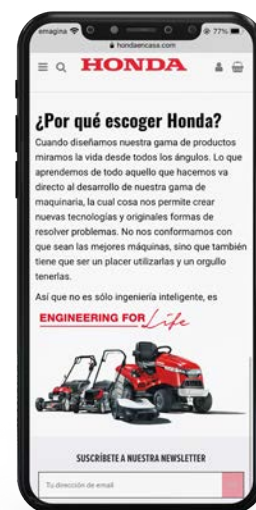 emagina
77%
hondaencasa.com
HONDA
¿Por qué escoger Honda?
Cuando diseñamos nuestra gama de productos
miramos la vida desde todos los ángulos. Lo que
aprendemos de todo aquello que hacemos va
directo al desarrollo de nuestra gama de
maquinaria, la cual cosa nos permite crear
nuevas tecnologías y originales formas de
resolver problemas. No nos conformamos con
que sean las mejores máquinas, sino que también
tiene que ser un placer utilizarlas y un orgullo
tenerlas.
Así que no es sólo ingeniería inteligente, es
ENGINEERING FOR Life
SUSCRÍBETE A NUESTRA NEWSLETTER
Tu dirección de email